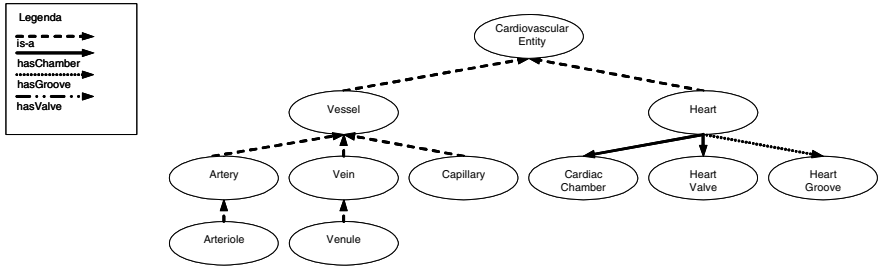 Legenda
is-a
hasChamber
hasGroove
hasValve
Cardiovascular
Entity
Vessel
Heart
Artery
Vein
Capillary
Cardiac
Chamber
Heart
Valve
Heart
Groove
Arteriole
Venule